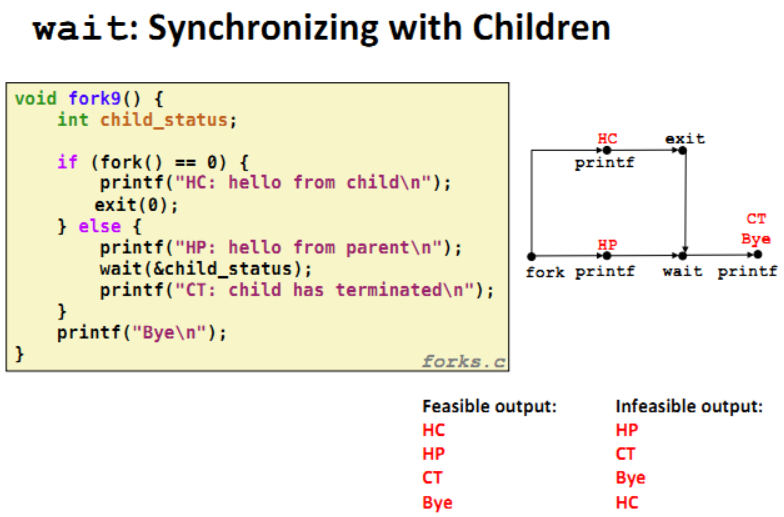 wait: Synchronizing with Children
void fork9() {
    int child_status;
    if (fork() == 0) {
        printf("HC: hello from child\n");
        exit(0);
    } else {
        printf("HP: hello from parent\n");
        wait(&child_status);
        printf("CT: child has terminated\n");
    }
    printf("Bye\n");
}
forks.c
HC exit
printf
CT
HP Bye
fork printf wait printf
Feasible output: Infeasible output:
HC HP
HP CT
CT Bye
Bye HC